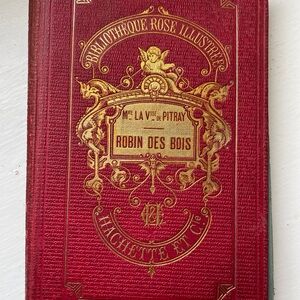 BIBLIOTHÈQUE ROSE ILLUSTRÉE
Mme LA Vtesse DE PITRAY
ROBIN DES BOIS
HACHETTE ET Cie